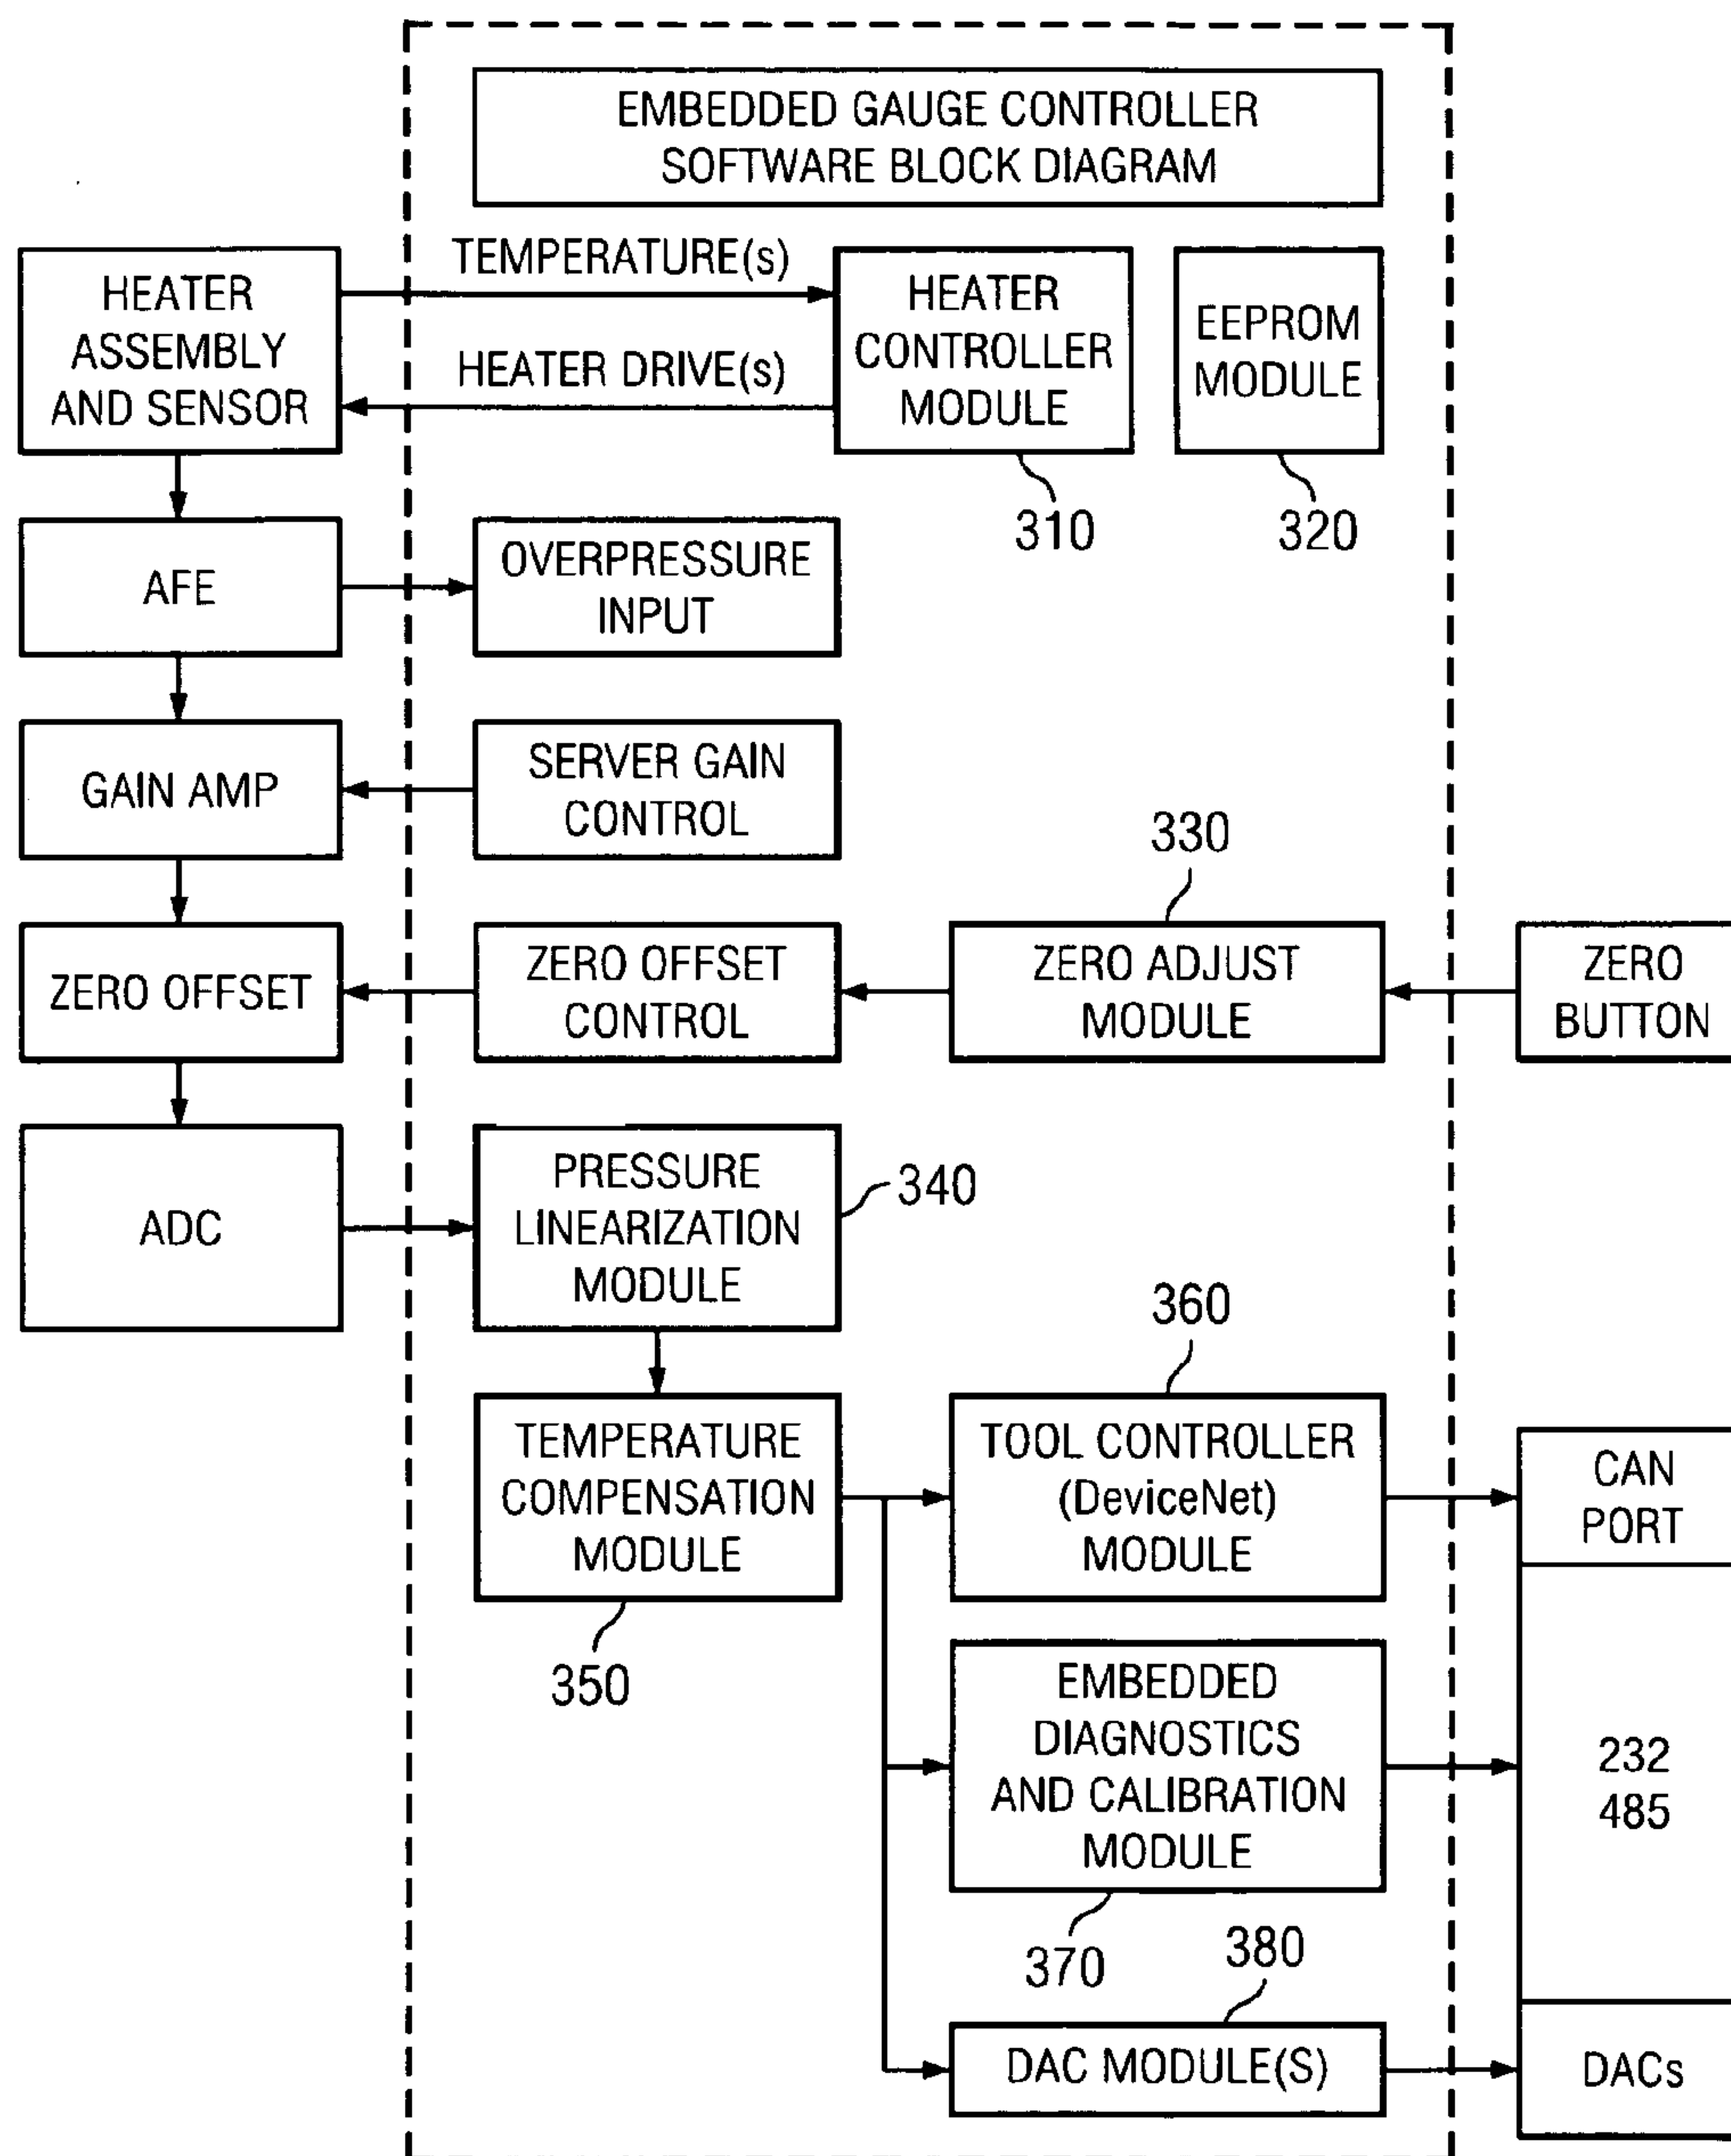 EMBEDDED GAUGE CONTROLLER
SOFTWARE BLOCK DIAGRAM
HEATER
ASSEMBLY
AND SENSOR
TEMPERATURE(s)
HEATER DRIVE(s)
HEATER
CONTROLLER
MODULE
310
EEPROM
MODULE
320
AFE
OVERPRESSURE
INPUT
GAIN AMP
SERVER GAIN
CONTROL
330
ZERO OFFSET
ZERO OFFSET
CONTROL
ZERO ADJUST
MODULE
ZERO
BUTTON
ADC
PRESSURE
LINEARIZATION
MODULE
340
360
TEMPERATURE
COMPENSATION
MODULE
350
TOOL CONTROLLER
(DeviceNet)
MODULE
CAN
PORT
EMBEDDED
DIAGNOSTICS
AND CALIBRATION
MODULE
370
232
485
380
DAC MODULE(S)
DACs